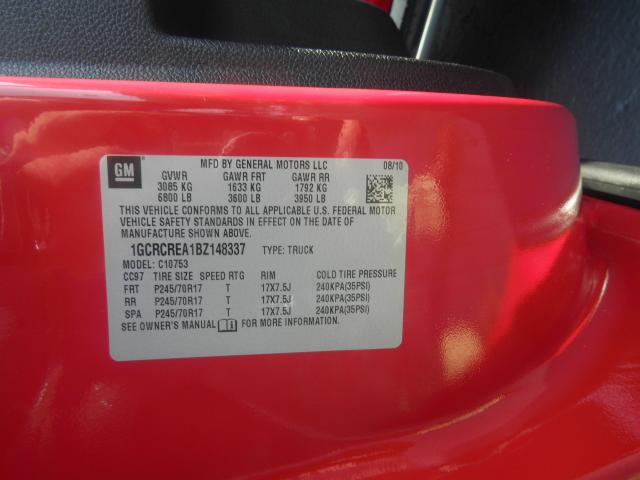 GM
MFD BY GENERAL MOTORS LLC 08/10
GVWR GAWR FRT GAWR RR
3085 KG 1633 KG 1792 KG
6800 LB 3600 LB 3950 LB
THIS VEHICLE CONFORMS TO ALL APPLICABLE U.S. FEDERAL MOTOR
VEHICLE SAFETY STANDARDS IN EFFECT ON THE DATE OF
MANUFACTURE SHOWN ABOVE.
1GCRCREA1BZ148337 TYPE: TRUCK
MODEL: C10753
CC97 TIRE SIZE SPEED RTG RIM COLD TIRE PRESSURE
FRT P245/70R17 T 17X7.5J 240KPA(35PSI)
RR P245/70R17 T 17X7.5J 240KPA(35PSI)
SPA P245/70R17 T 17X7.5J 240KPA(35PSI)
SEE OWNER'S MANUAL FOR MORE INFORMATION.